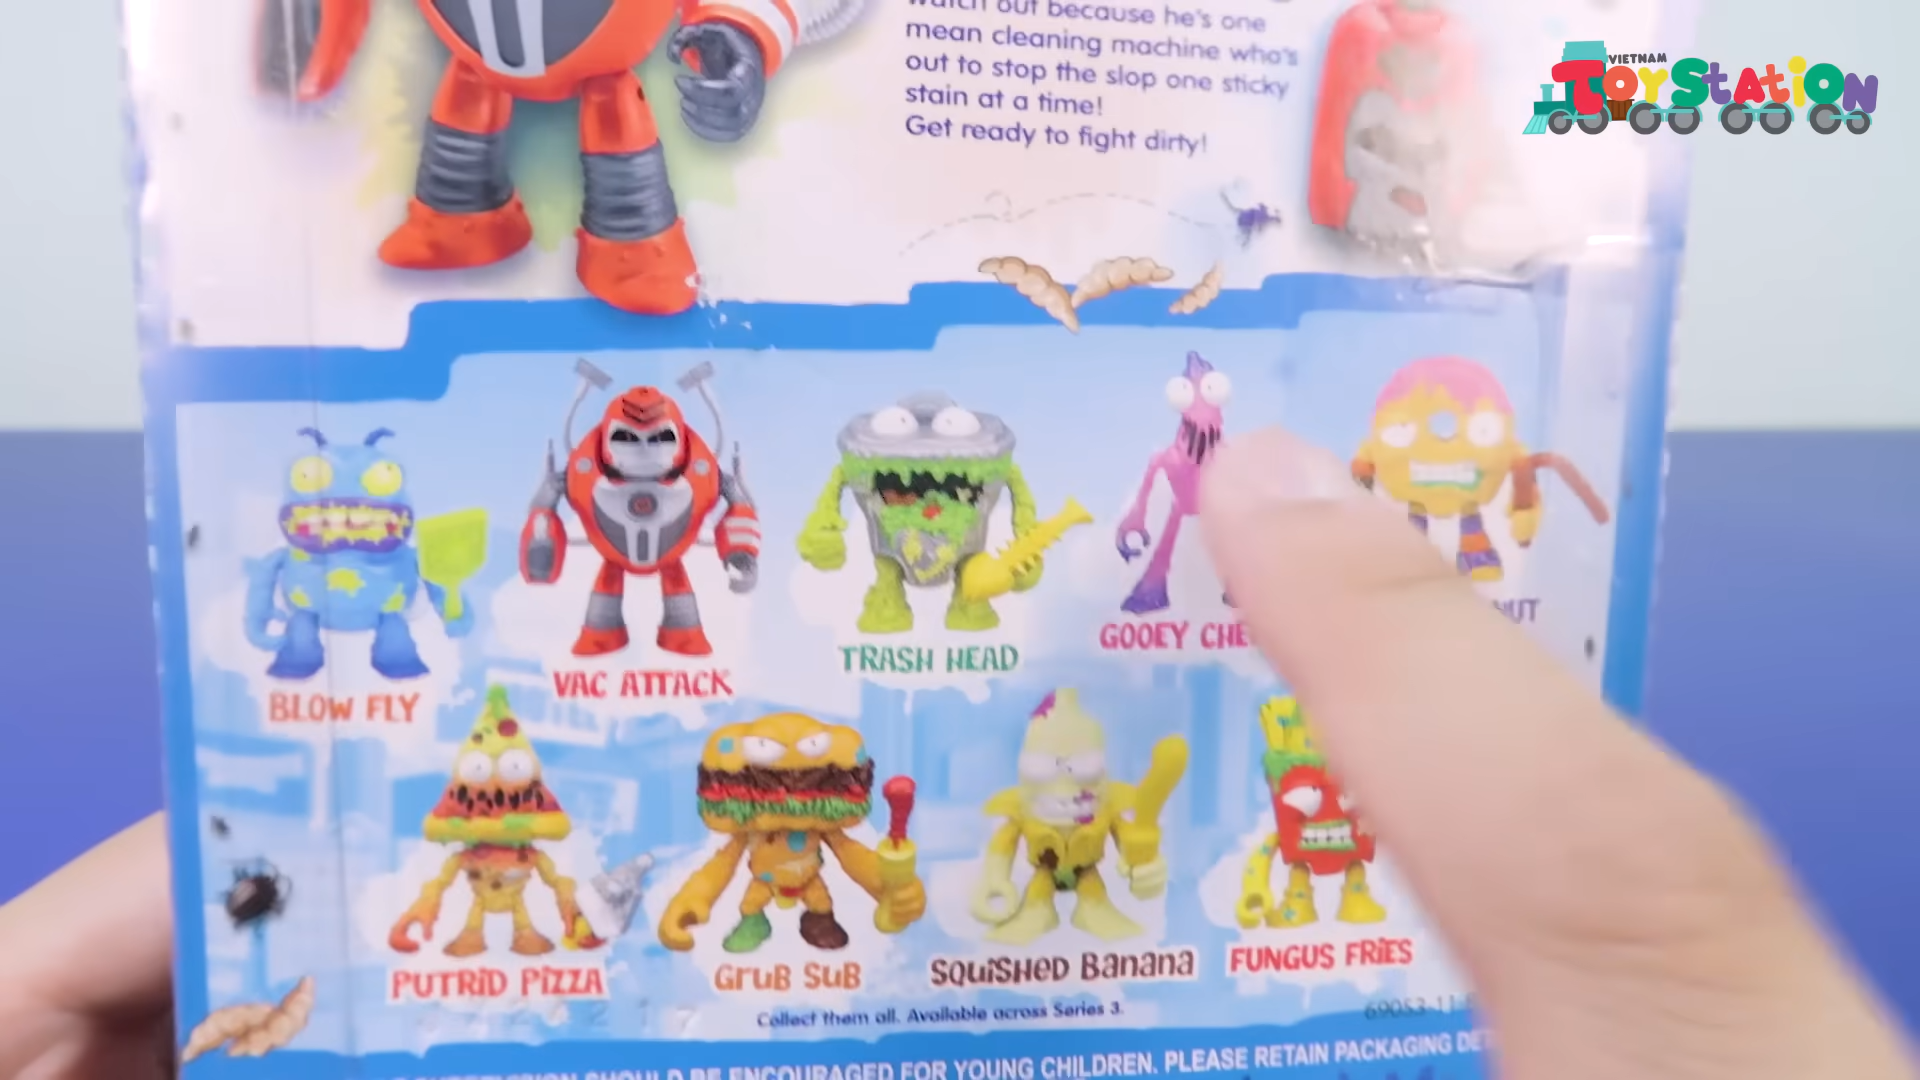 out because he's one
mean cleaning machine who's
out to stop the slop one sticky
stain at a time!
Get ready to fight dirty!
VIETNAM
TOYSTATION
BLOW FLY
VAC ATTACK
TRASH HEAD
GOOEY CHE
NUT
PUTRID PIZZA
GRUB SUB
SQUISHED BANANA
FUNGUS FRIES
Collect them all. Available across Series 3.
69053-11
SHOULD BE ENCOURAGED FOR YOUNG CHILDREN. PLEASE RETAIN PACKAGING